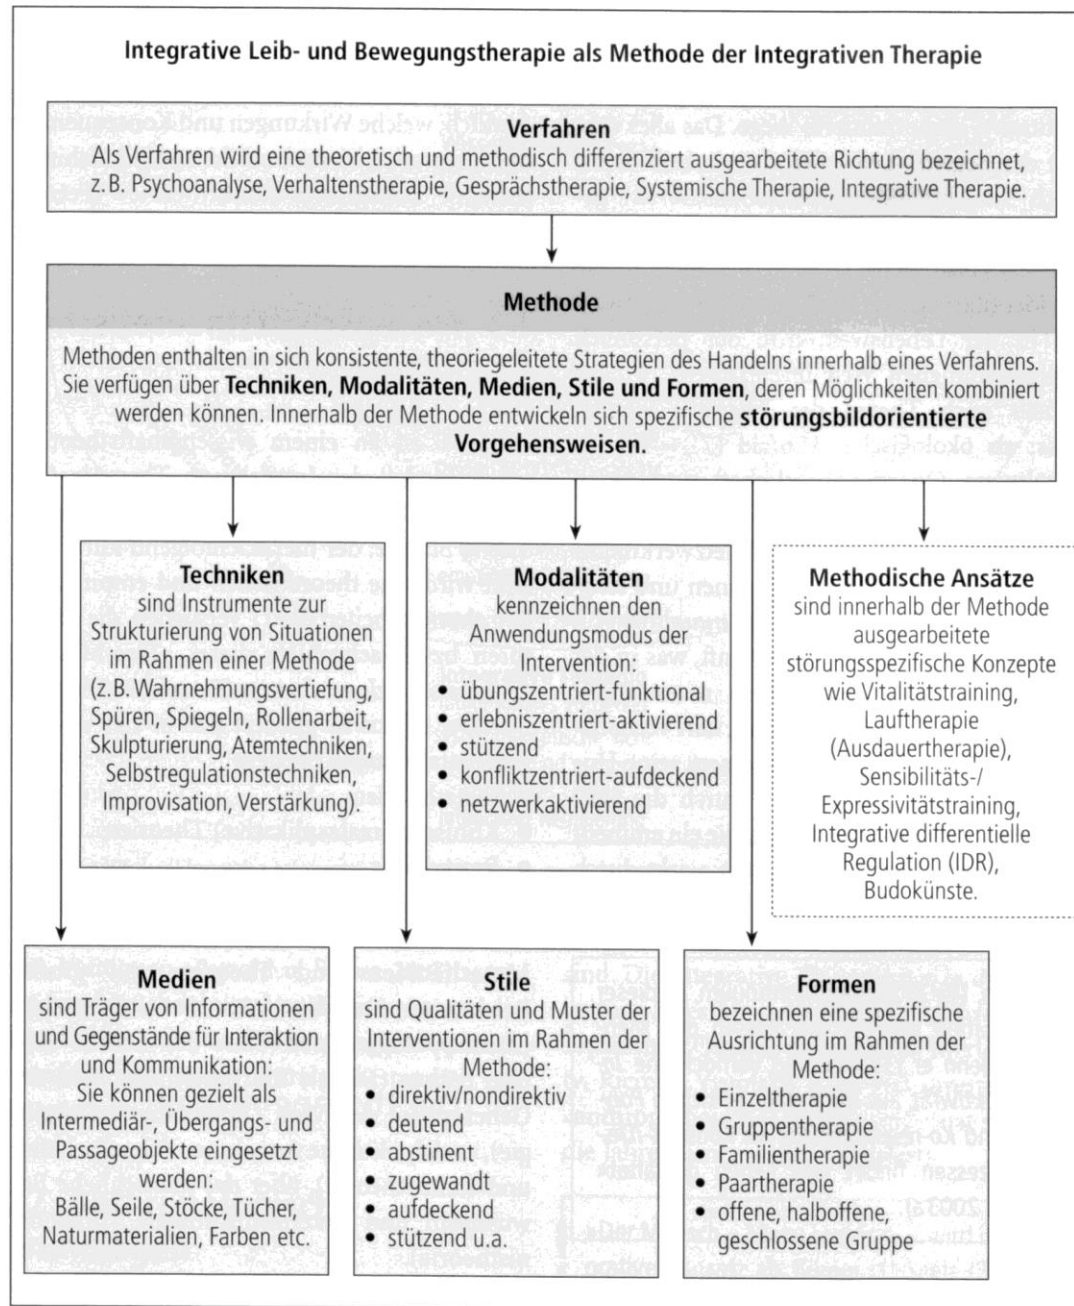 Integrative Leib- und Bewegungstherapie als Methode der Integrativen Therapie
Verfahren
Als Verfahren wird eine theoretisch und methodisch differenziert ausgearbeitete Richtung bezeichnet,
z. B. Psychoanalyse, Verhaltenstherapie, Gesprächstherapie, Systemische Therapie, Integrative Therapie.
Methode
Methoden enthalten in sich konsistente, theoriegeleitete Strategien des Handelns innerhalb eines Verfahrens.
Sie verfügen über Techniken, Modalitäten, Medien, Stile und Formen, deren Möglichkeiten kombiniert
werden können. Innerhalb der Methode entwickeln sich spezifische störungsbildorientierte
Vorgehensweisen.
Techniken
sind Instrumente zur
Strukturierung von Situationen
im Rahmen einer Methode
(z. B. Wahrnehmungsvertiefung,
Spüren, Spiegeln, Rollenarbeit,
Skulpturierung, Atemtechniken,
Selbstregulationstechniken,
Improvisation, Verstärkung).
Modalitäten
kennzeichnen den
Anwendungsmodus der
Intervention:
• übungszentriert-funktional
• erlebniszentriert-aktivierend
• stützend
• konfliktzentriert-aufdeckend
• netzwerkaktivierend
Methodische Ansätze
sind innerhalb der Methode
ausgearbeitete
störungsspezifische Konzepte
wie Vitalitätstraining,
Lauftherapie
(Ausdauertherapie),
Sensibilitäts-/
Expressivitätstraining,
Integrative differentielle
Regulation (IDR),
Budokünste.
Medien
sind Träger von Informationen
und Gegenstände für Interaktion
und Kommunikation:
Sie können gezielt als
Intermediär-, Übergangs- und
Passageobjekte eingesetzt
werden:
Bälle, Seile, Stöcke, Tücher,
Naturmaterialien, Farben etc.
Stile
sind Qualitäten und Muster der
Interventionen im Rahmen der
Methode:
• direktiv/nondirektiv
• deutend
• abstinent
• zugewandt
• aufdeckend
• stützend u.a.
Formen
bezeichnen eine spezifische
Ausrichtung im Rahmen der
Methode:
• Einzeltherapie
• Gruppentherapie
• Familientherapie
• Paartherapie
• offene, halboffene,
geschlossene Gruppe